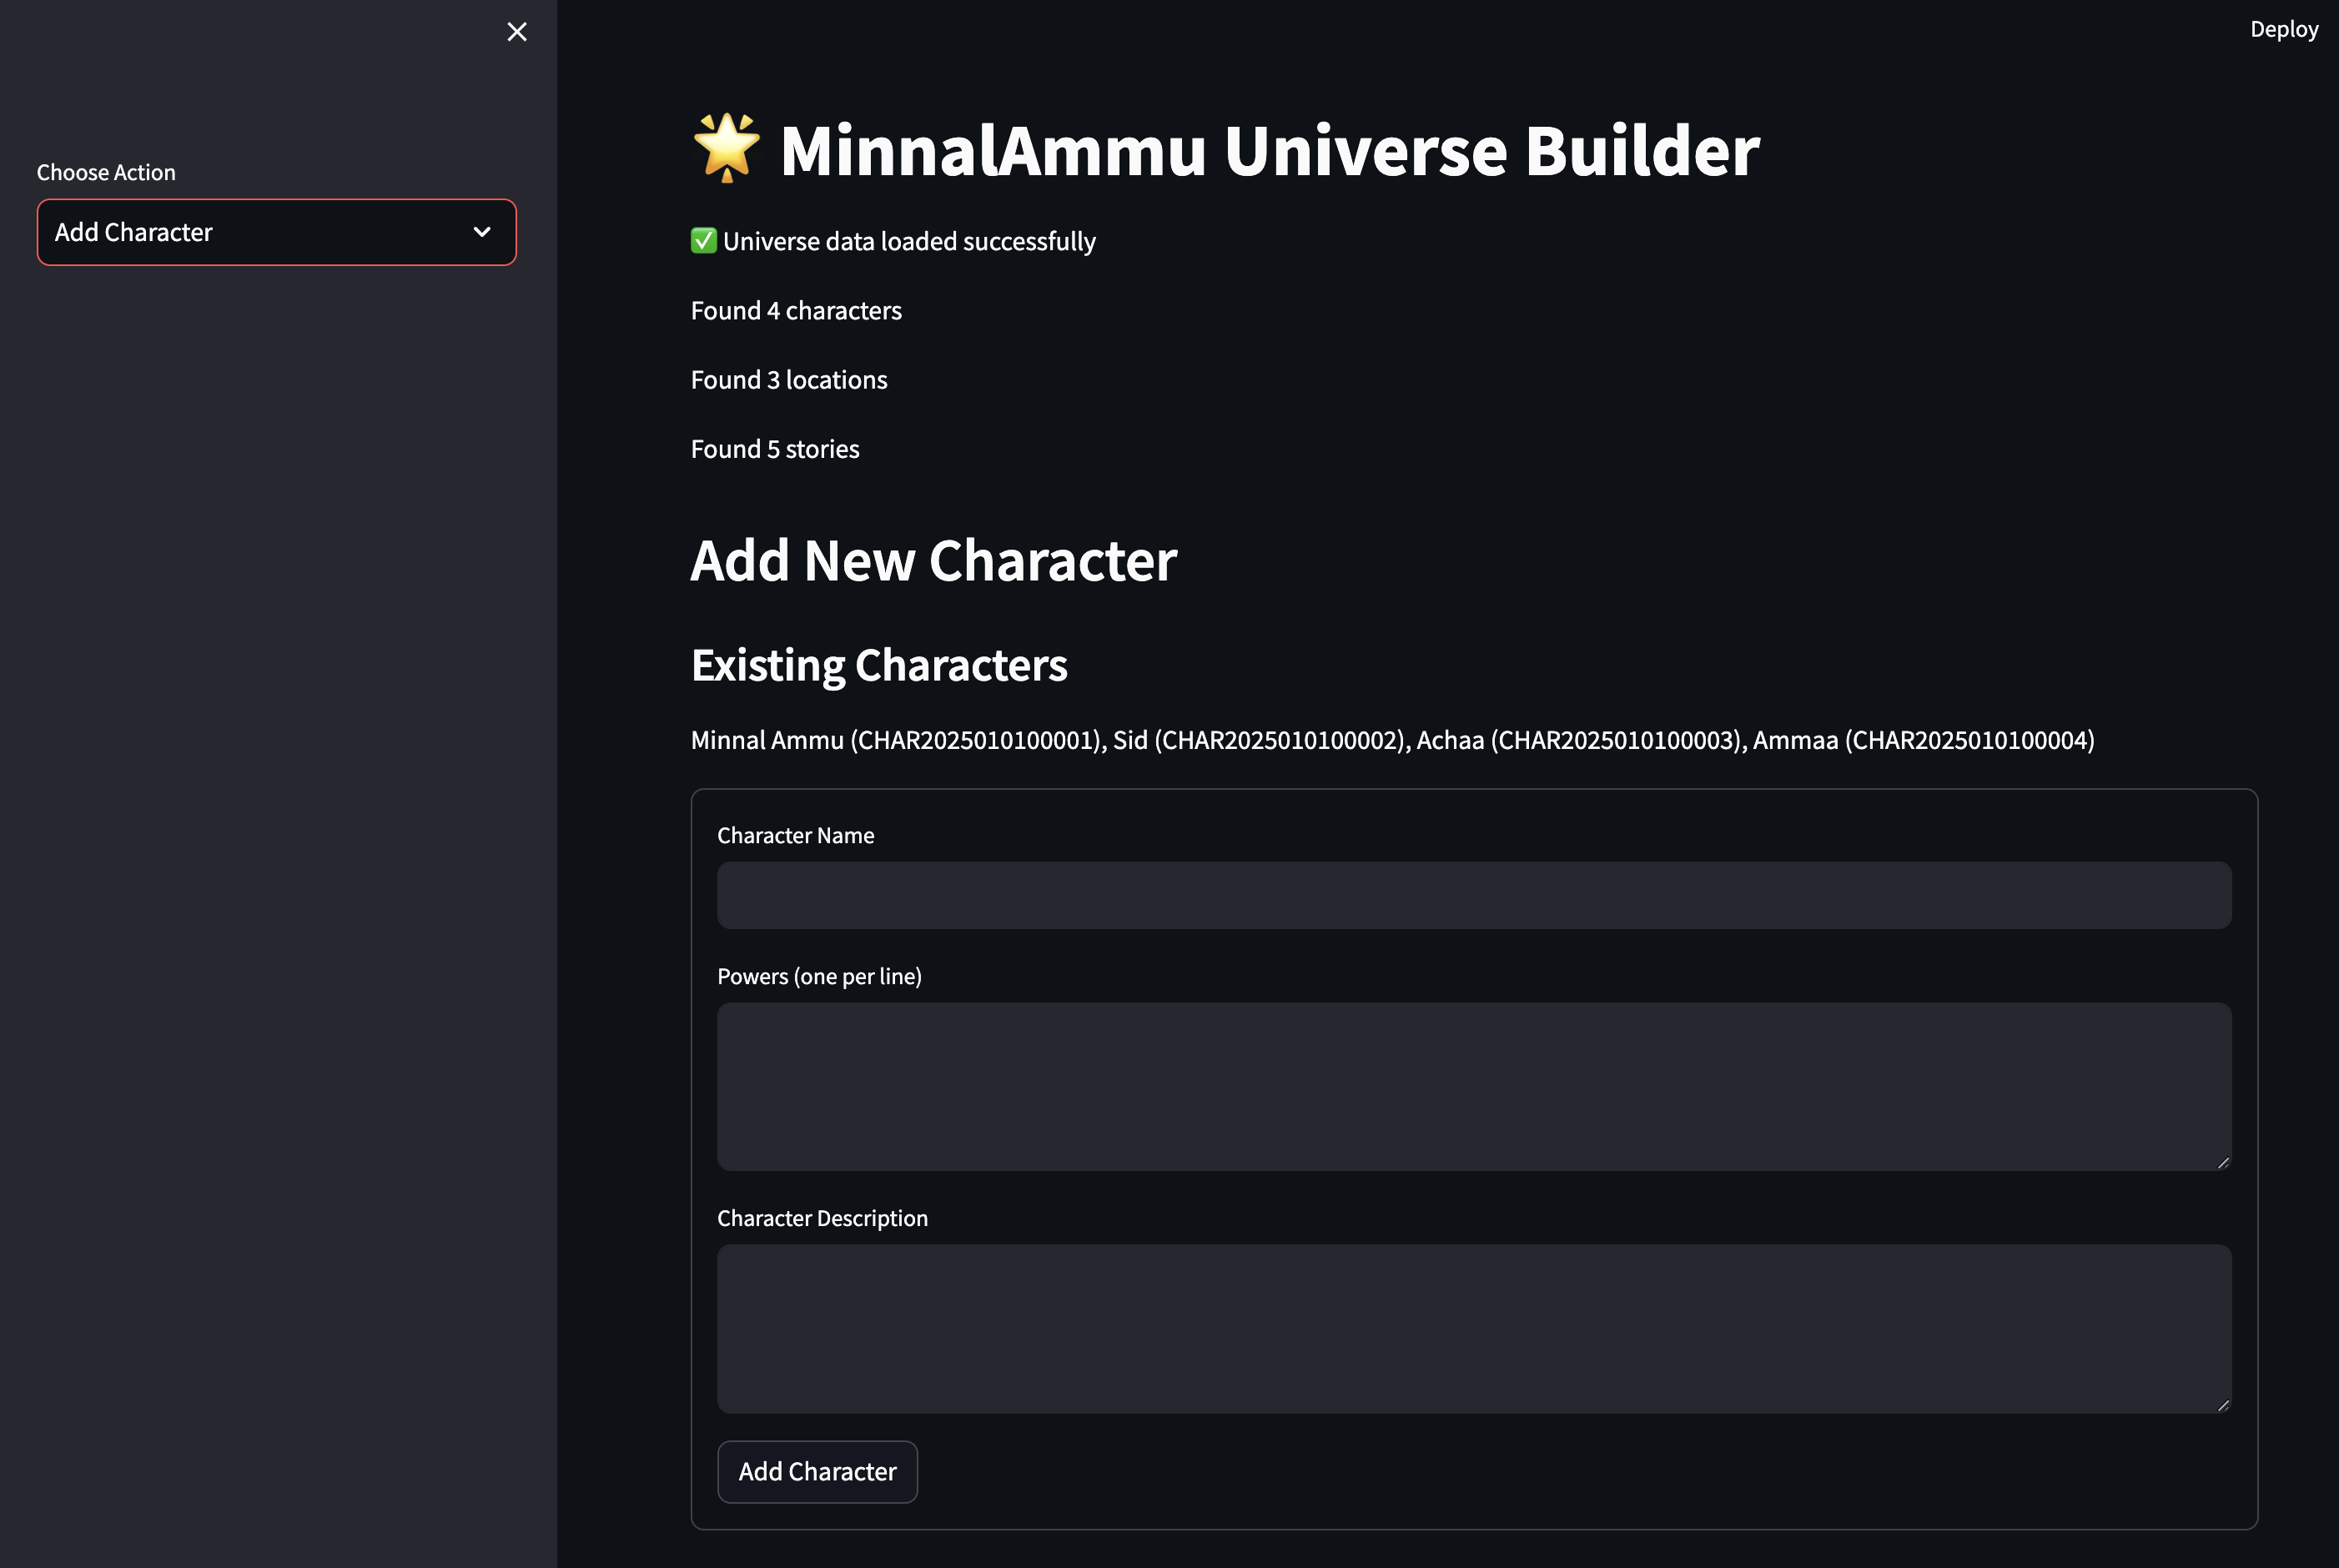 Deploy
Choose Action
Add Character
🌟 MinnalAmmu Universe Builder
✅ Universe data loaded successfully
Found 4 characters
Found 3 locations
Found 5 stories
Add New Character
Existing Characters
Minnal Ammu (CHAR2025010100001), Sid (CHAR2025010100002), Achaa (CHAR2025010100003), Ammaa (CHAR2025010100004)
Character Name
Powers (one per line)
Character Description
Add Character